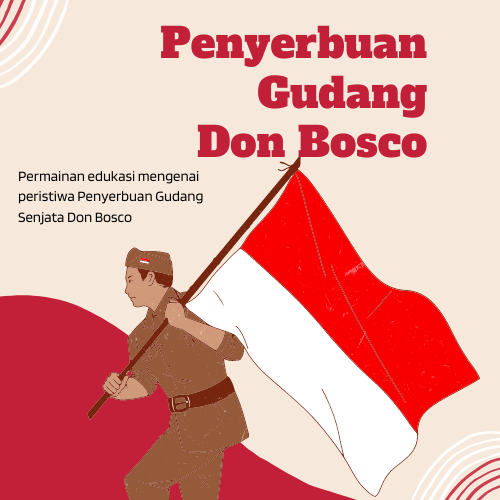 Penyerbuan
Gudang
Don Bosco
Permainan edukasi mengenai
peristiwa Penyerbuan Gudang
Senjata Don Bosco